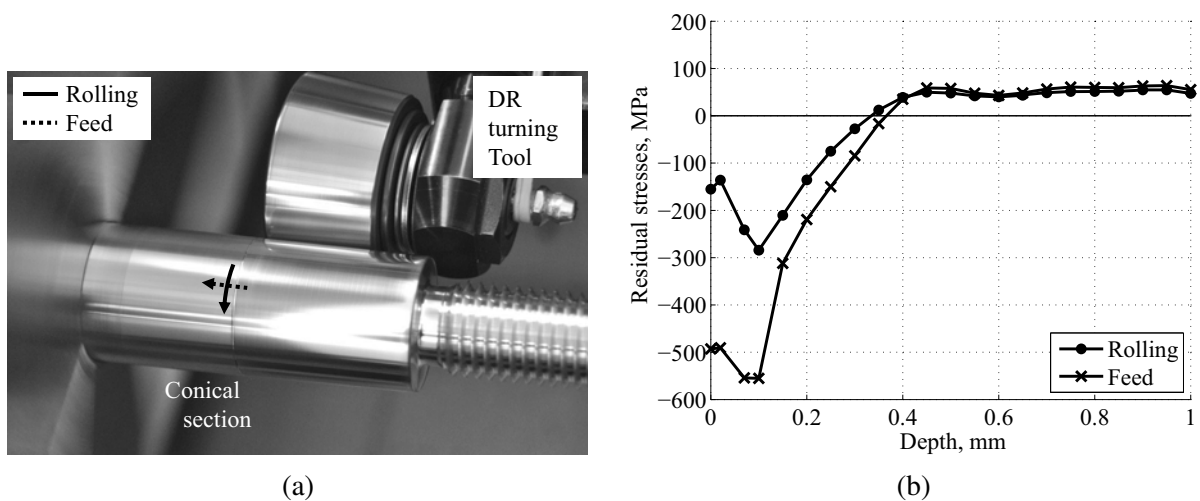 Rolling
Feed
DR
turning
Tool
Conical
section
(a)
200
100
0
−100
−200
−300
−400
−500
−600
0
0.2
0.4
0.6
0.8
1
Residual stresses, MPa
Depth, mm
Rolling
Feed
(b)